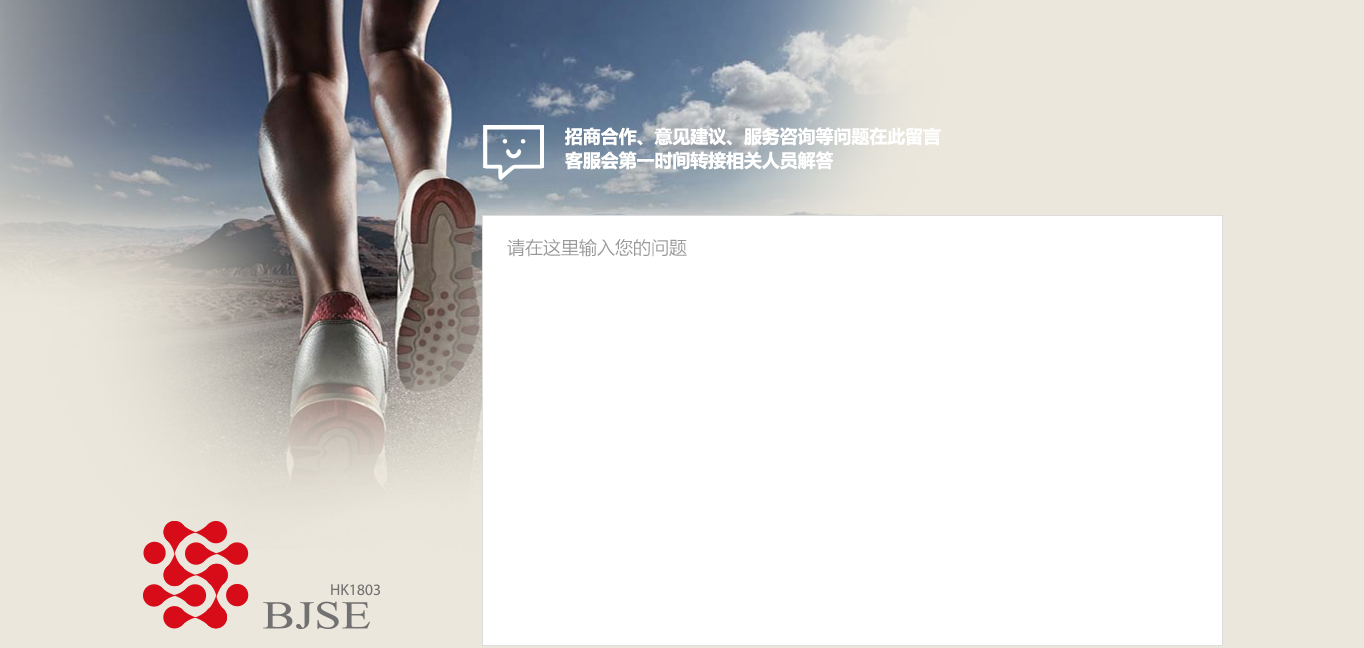 招商合作、意见建议、服务咨询等问题在此留言
客服会第一时间转接相关人员解答
请在这里输入您的问题
HK1803
BJSE